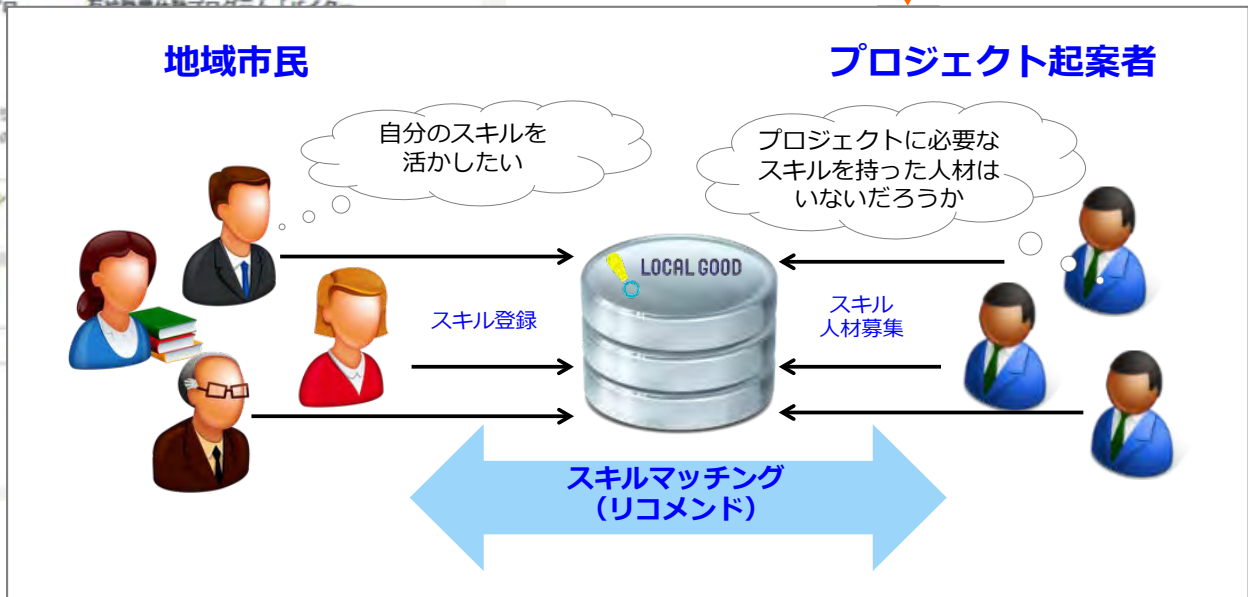 地域市民
プロジェクト起案者
自分のスキルを
活かしたい
プロジェクトに必要な
スキルを持った人材は
いないだろうか
LOCAL GOOD
スキル登録
スキル
人材募集
スキルマッチング
（リコメンド）